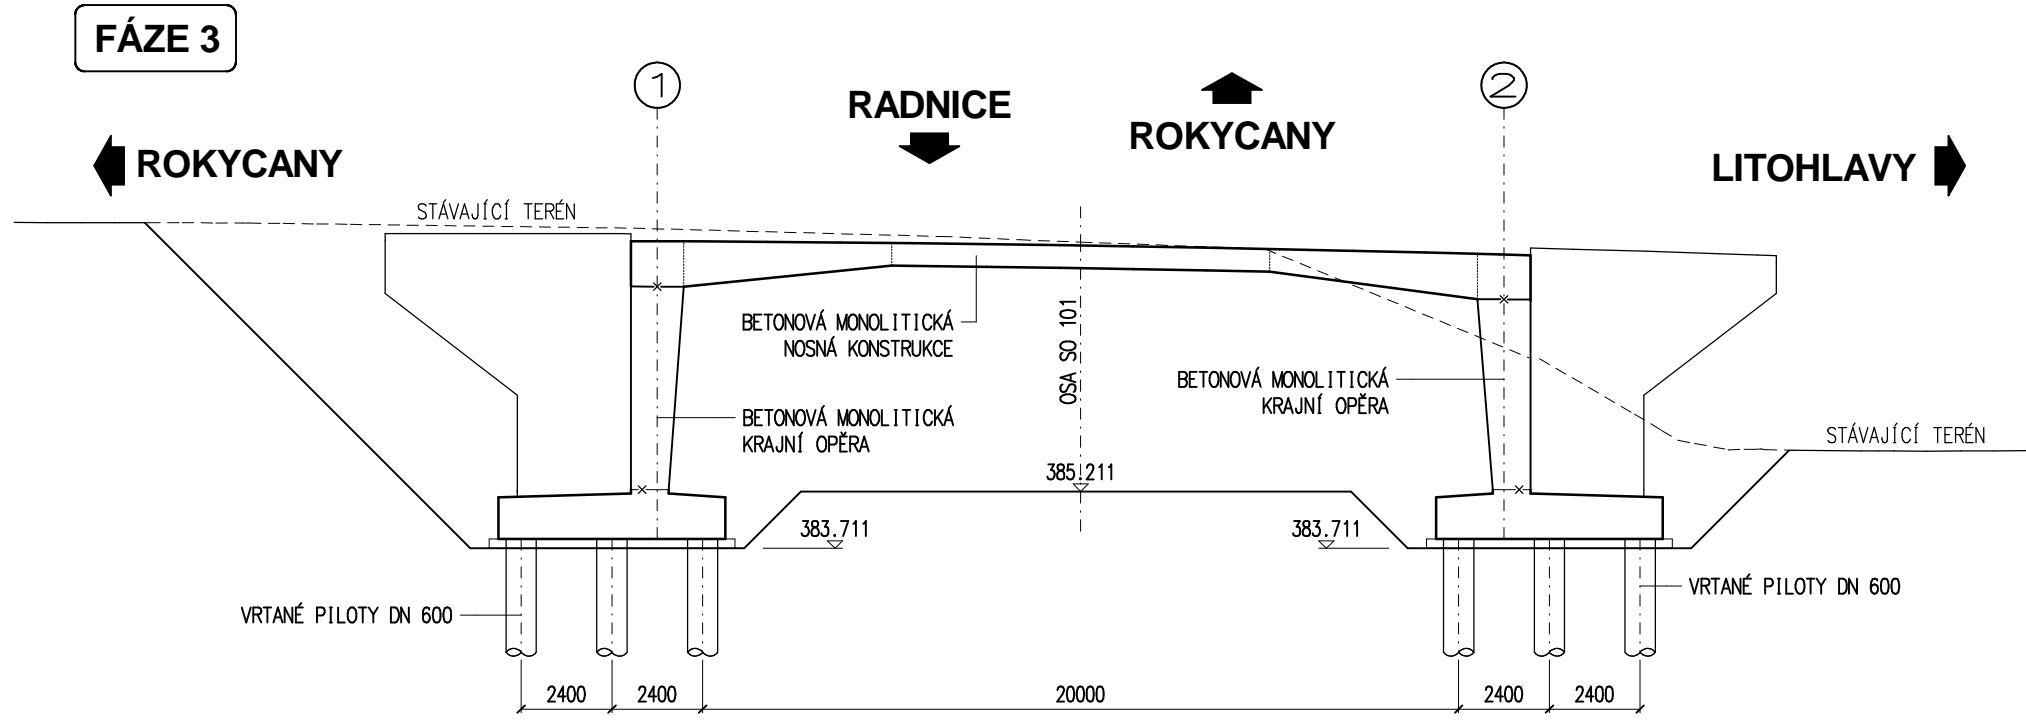 FÁZE 3
1
2
RADNICE
ROKYCANY
ROKYCANY
LITOHLAVY
STÁVAJÍCÍ TERÉN
BETONOVÁ MONOLITICKÁ
NOSNÁ KONSTRUKCE
OSA SO 101
BETONOVÁ MONOLITICKÁ
KRAJNÍ OPĚRA
BETONOVÁ MONOLITICKÁ
KRAJNÍ OPĚRA
STÁVAJÍCÍ TERÉN
385.211
383.711
383.711
VRTANÉ PILOTY DN 600
VRTANÉ PILOTY DN 600
2400
2400
20000
2400
2400